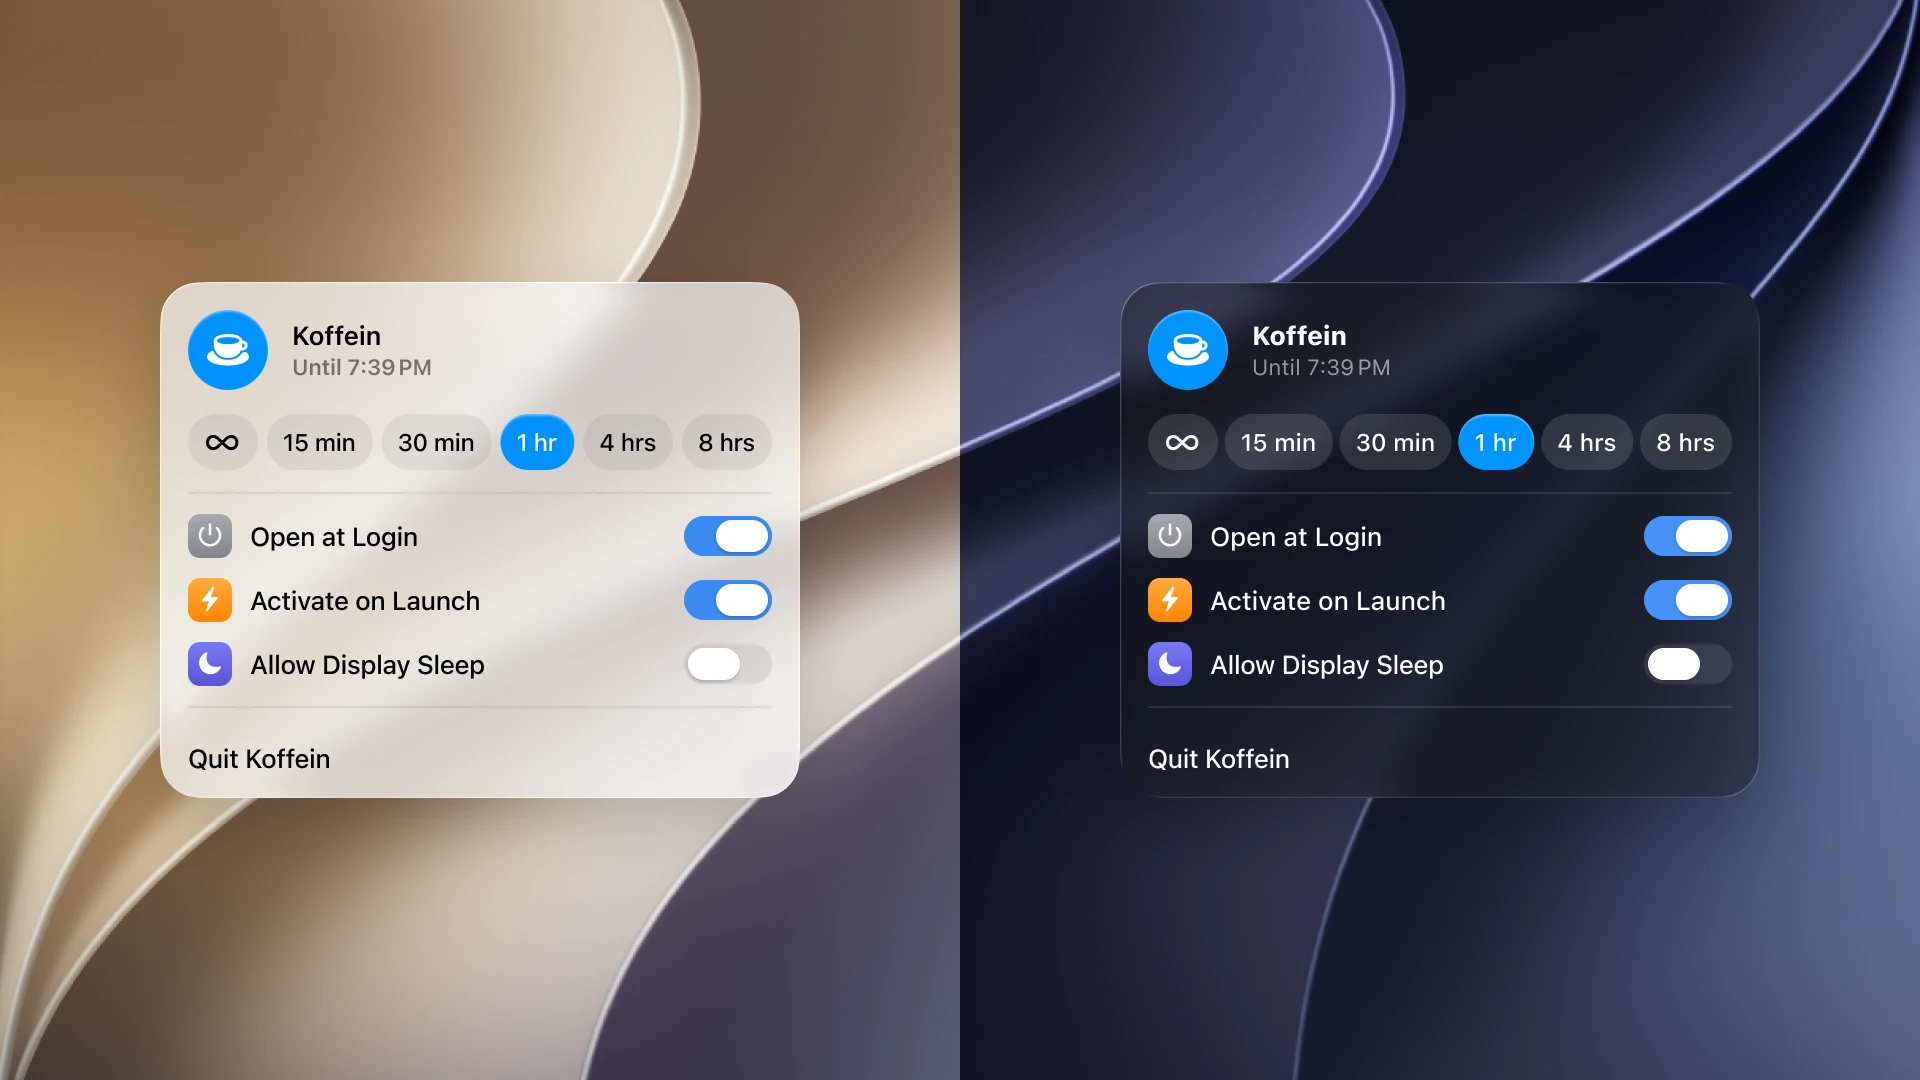 Koffein
Until 7:39 PM
∞ 15 min 30 min 1 hr 4 hrs 8 hrs
Open at Login
Activate on Launch
Allow Display Sleep
Quit Koffein
Koffein
Until 7:39 PM
∞ 15 min 30 min 1 hr 4 hrs 8 hrs
Open at Login
Activate on Launch
Allow Display Sleep
Quit Koffein